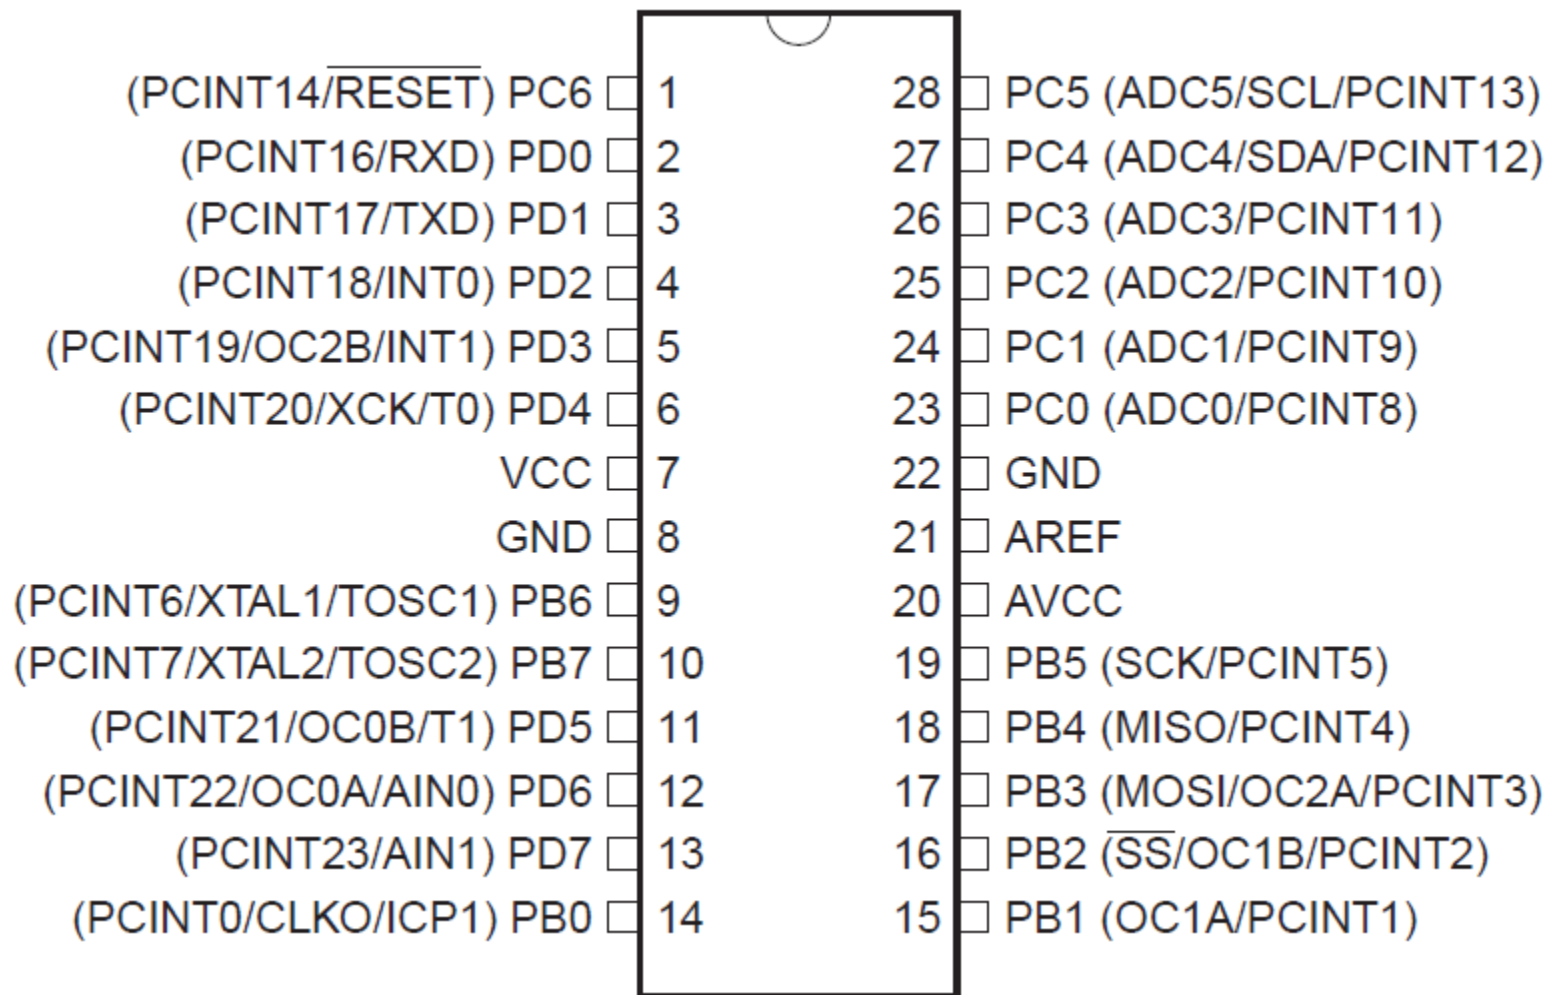 (PCINT14/RESET) PC6 1 28 PC5 (ADC5/SCL/PCINT13)
(PCINT16/RXD) PD0 2 27 PC4 (ADC4/SDA/PCINT12)
(PCINT17/TXD) PD1 3 26 PC3 (ADC3/PCINT11)
(PCINT18/INT0) PD2 4 25 PC2 (ADC2/PCINT10)
(PCINT19/OC2B/INT1) PD3 5 24 PC1 (ADC1/PCINT9)
(PCINT20/XCK/T0) PD4 6 23 PC0 (ADC0/PCINT8)
VCC 7 22 GND
GND 8 21 AREF
(PCINT6/XTAL1/TOSC1) PB6 9 20 AVCC
(PCINT7/XTAL2/TOSC2) PB7 10 19 PB5 (SCK/PCINT5)
(PCINT21/OC0B/T1) PD5 11 18 PB4 (MISO/PCINT4)
(PCINT22/OC0A/AIN0) PD6 12 17 PB3 (MOSI/OC2A/PCINT3)
(PCINT23/AIN1) PD7 13 16 PB2 (SS/OC1B/PCINT2)
(PCINT0/CLKO/ICP1) PB0 14 15 PB1 (OC1A/PCINT1)